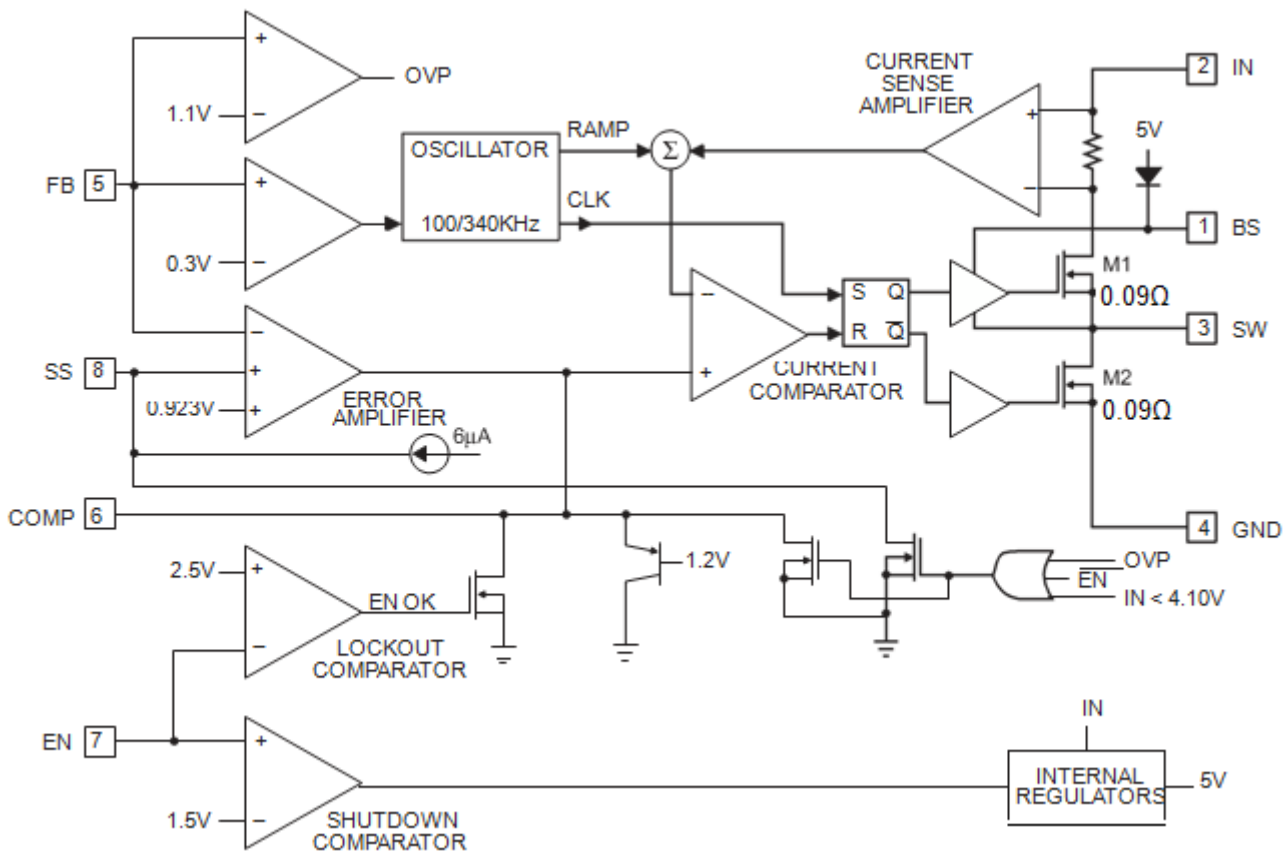 +
OVP
1.1V
−
CURRENT
SENSE
AMPLIFIER
2
IN
RAMP
+
5V
OSCILLATOR
Σ
FB
5
+
CLK
−
100/340KHz
1
BS
0.3V
−
M1
−
S
Q
0.09Ω
−
3
SW
R
Q̅
SS
8
+
+
CURRENT
COMPARATOR
M2
ERROR
AMPLIFIER
0.923V
+
0.09Ω
6µA
COMP
6
4
GND
2.5V
+
1.2V
OVP
E̅N̅
IN < 4.10V
EN OK
−
LOCKOUT
COMPARATOR
IN
EN
7
+
INTERNAL
REGULATORS
5V
1.5V
−
SHUTDOWN
COMPARATOR